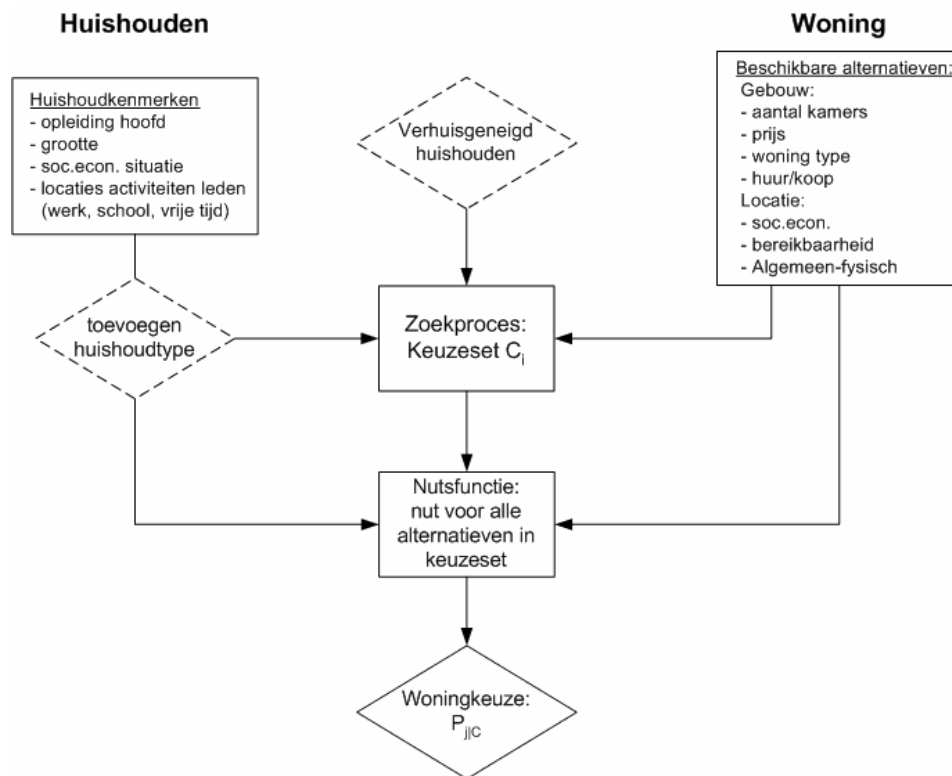 Huishouden
Woning
Huishoudkenmerken
- opleiding hoofd
- grootte
- soc.econ. situatie
- locaties activiteiten leden
(werk, school, vrije tijd)
Verhuisgeneigd
huishouden
Beschikbare alternatieven:
Gebouw:
- aantal kamers
- prijs
- woning type
- huur/koop
Locatie:
- soc.econ.
- bereikbaarheid
- Algemeen-fysisch
toevoegen
huishoudtype
Zoekproces:
Keuzeset Ci
Nutsfunctie:
nut voor alle
alternatieven in
keuzeset
Woningkeuze:
Pj|C